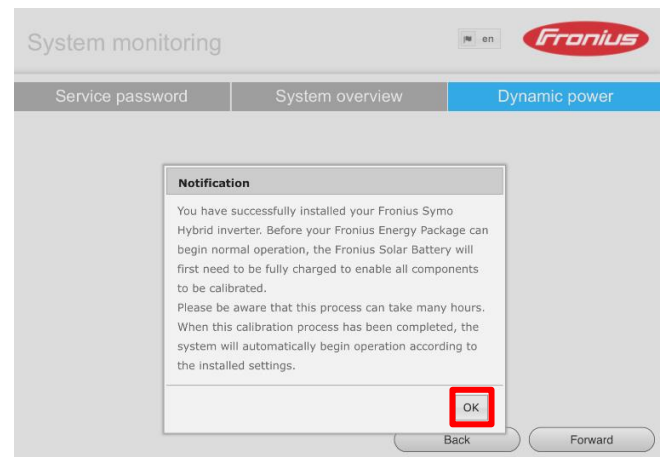 System monitoring
en
Fronius
Service password
System overview
Dynamic power
Notification
You have successfully installed your Fronius Symo
Hybrid inverter. Before your Fronius Energy Package can
begin normal operation, the Fronius Solar Battery will
first need to be fully charged to enable all components
to be calibrated.
Please be aware that this process can take many hours.
When this calibration process has been completed, the
system will automatically begin operation according to
the installed settings.
OK
Back
Forward